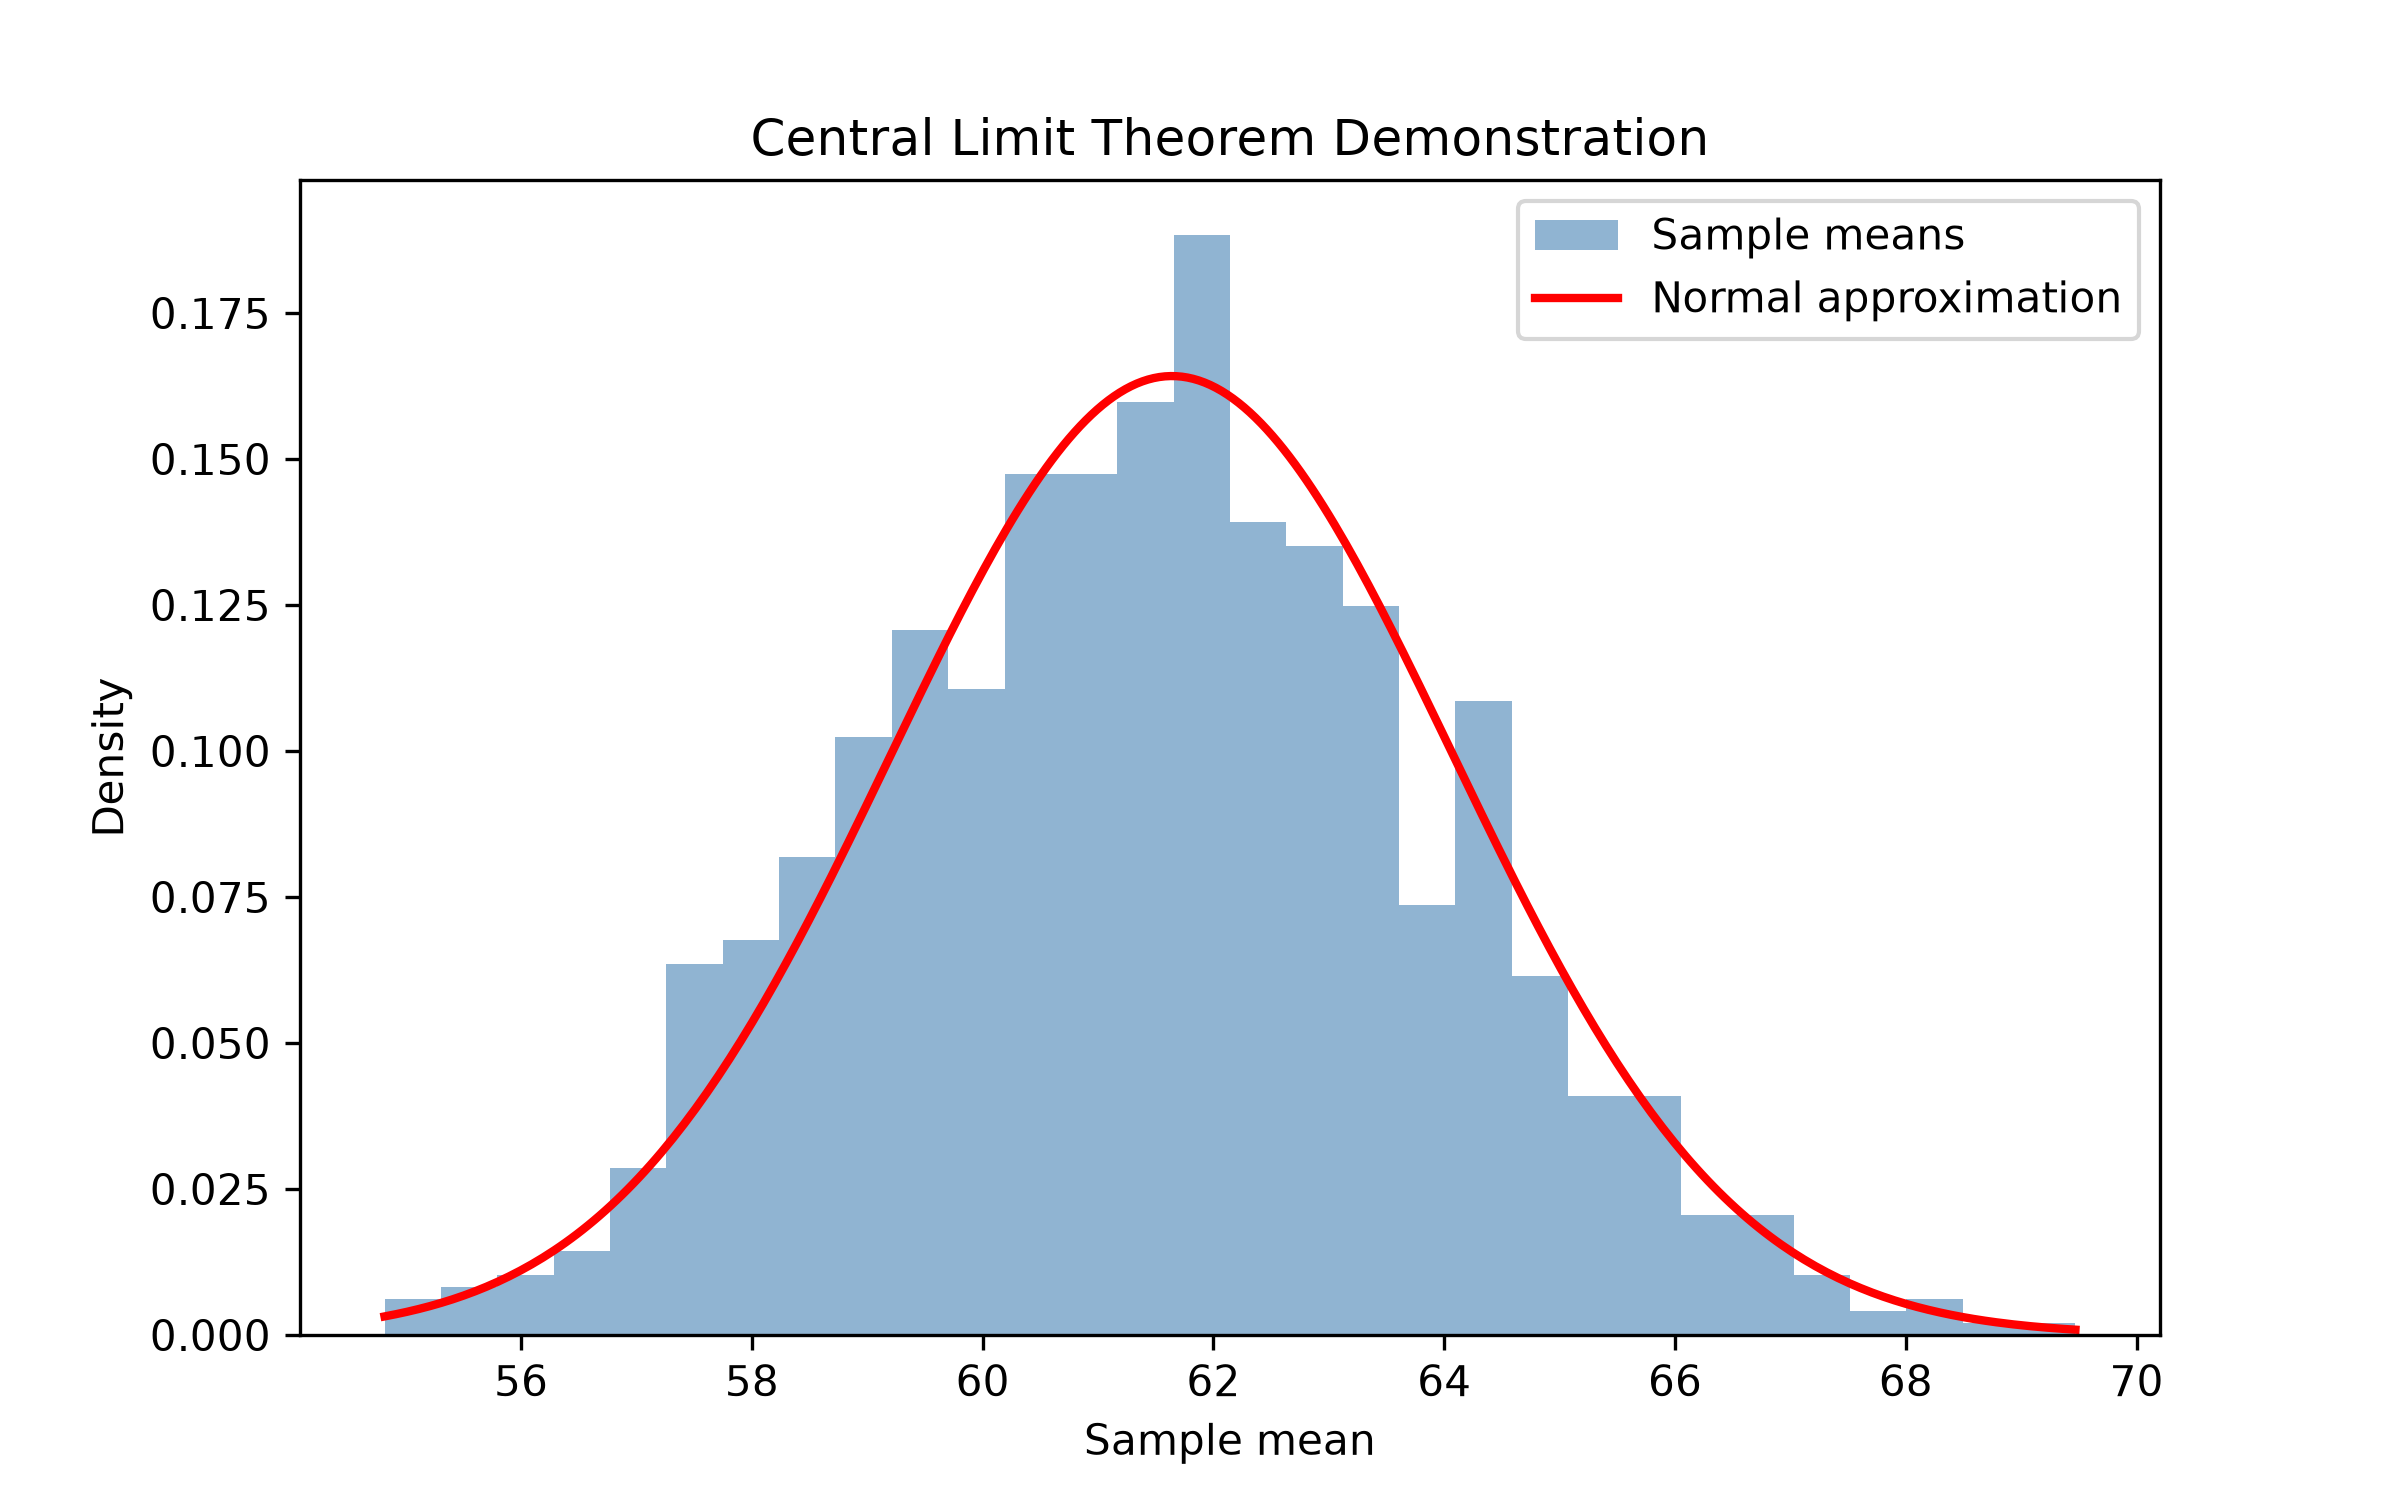 Central Limit Theorem Demonstration
Sample means
Normal approximation
Density
0.175
0.150
0.125
0.100
0.075
0.050
0.025
0.000
56 58 60 62 64 66 68 70
Sample mean